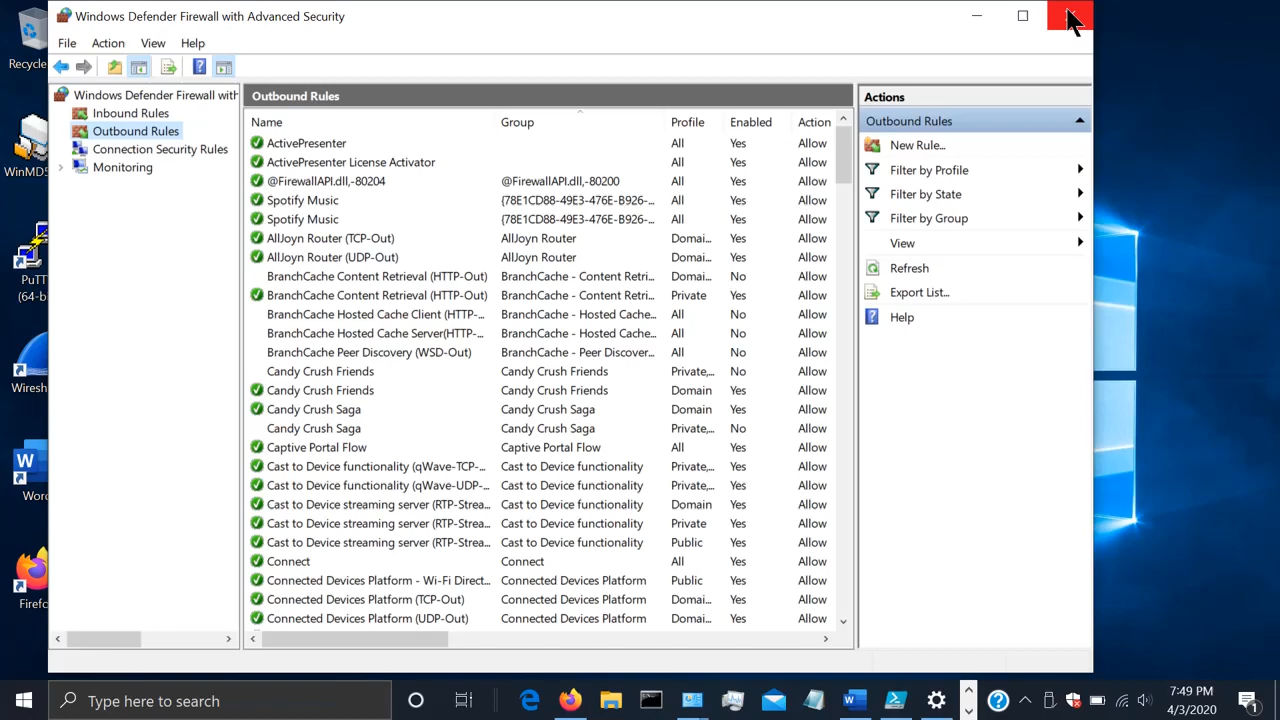 Windows Defender Firewall with Advanced Security
File Action View Help
Windows Defender Firewall with
Inbound Rules
Outbound Rules
Connection Security Rules
Monitoring
Outbound Rules
Name Group Profile Enabled Action
ActivePresenter All Yes Allow
ActivePresenter License Activator All Yes Allow
@FirewallAPI.dll,-80204 @FirewallAPI.dll,-80200 All Yes Allow
Spotify Music {78E1CD88-49E3-476E-B926-... All Yes Allow
Spotify Music {78E1CD88-49E3-476E-B926-... All Yes Allow
AllJoyn Router (TCP-Out) AllJoyn Router Domai... Yes Allow
AllJoyn Router (UDP-Out) AllJoyn Router Domai... Yes Allow
BranchCache Content Retrieval (HTTP-Out) BranchCache - Content Retri... Domain No Allow
BranchCache Content Retrieval (HTTP-Out) BranchCache - Content Retri... Private Yes Allow
BranchCache Hosted Cache Client (HTTP-... BranchCache - Hosted Cache... All No Allow
BranchCache Hosted Cache Server(HTTP-... BranchCache - Hosted Cache... All No Allow
BranchCache Peer Discovery (WSD-Out) BranchCache - Peer Discover... All No Allow
Candy Crush Friends Candy Crush Friends Private,... No Allow
Candy Crush Friends Candy Crush Friends Domain Yes Allow
Candy Crush Saga Candy Crush Saga Domain Yes Allow
Candy Crush Saga Candy Crush Saga Private,... No Allow
Captive Portal Flow Captive Portal Flow All Yes Allow
Cast to Device functionality (qWave-TCP-... Cast to Device functionality Private,... Yes Allow
Cast to Device functionality (qWave-UDP-... Cast to Device functionality Private,... Yes Allow
Cast to Device streaming server (RTP-Strea... Cast to Device functionality Domain Yes Allow
Cast to Device streaming server (RTP-Strea... Cast to Device functionality Private Yes Allow
Cast to Device streaming server (RTP-Strea... Cast to Device functionality Public Yes Allow
Connect Connect All Yes Allow
Connected Devices Platform - Wi-Fi Direct... Connected Devices Platform Public Yes Allow
Connected Devices Platform (TCP-Out) Connected Devices Platform Domai... Yes Allow
Connected Devices Platform (UDP-Out) Connected Devices Platform Domai... Yes Allow
Actions
Outbound Rules
New Rule...
Filter by Profile
Filter by State
Filter by Group
View
Refresh
Export List...
Help
Recycle
WinMD5
PuTT
(64-bi
Wiresh
W
Word
Firefo
Type here to search
W
7:49 PM
4/3/2020
1